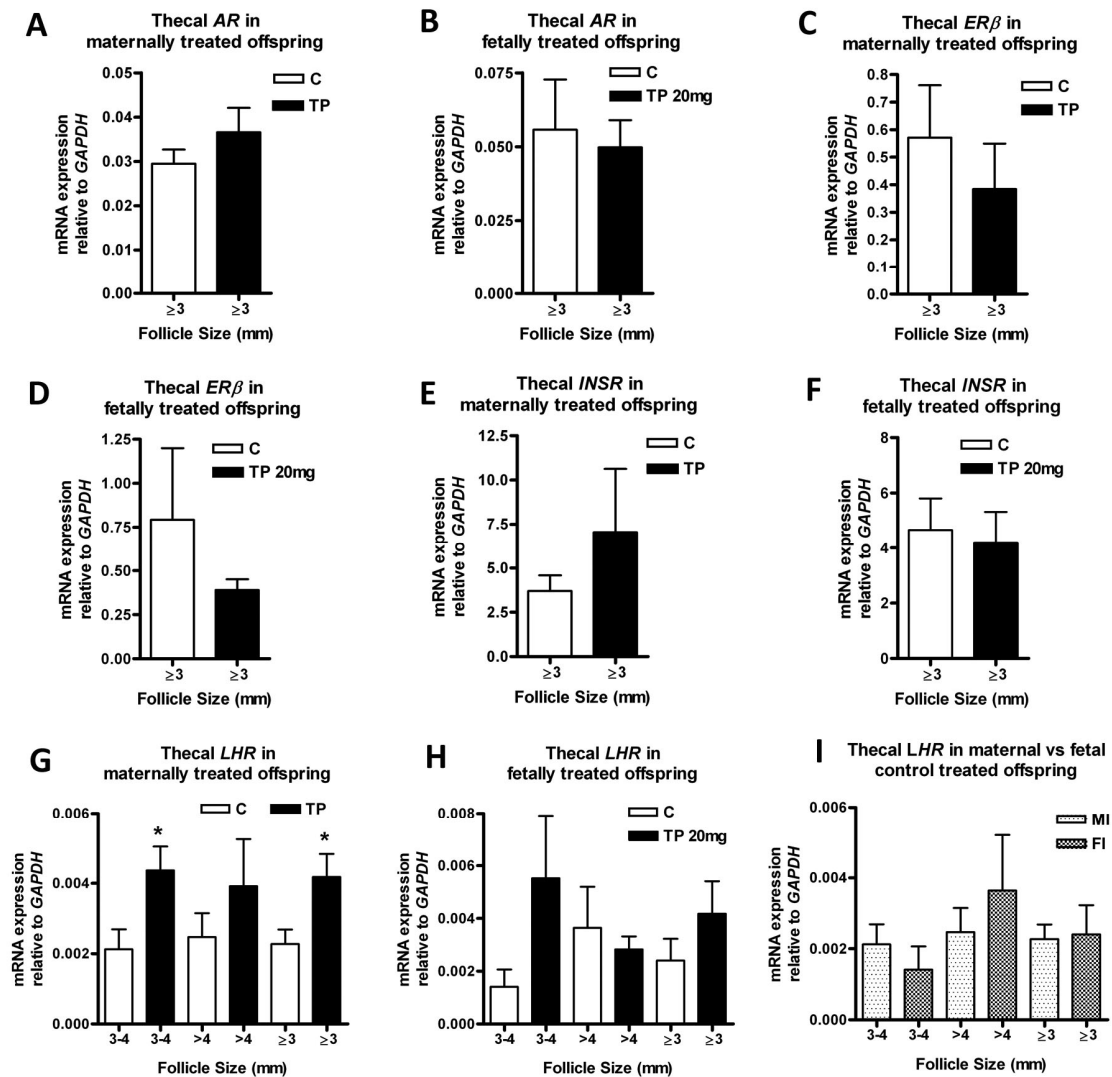 A
Thecal AR in
maternally treated offspring
mRNA expression
relative to GAPDH
0.05
0.04
0.03
0.02
0.01
0.00
C
TP
≥3 ≥3
Follicle Size (mm)
B
Thecal AR in
fetally treated offspring
mRNA expression
relative to GAPDH
0.075
0.050
0.025
0.000
C
TP 20mg
≥3 ≥3
Follicle Size (mm)
C
Thecal ERβ in
maternally treated offspring
mRNA expression
relative to GAPDH
0.8
0.7
0.6
0.5
0.4
0.3
0.2
0.1
0.0
C
TP
≥3 ≥3
Follicle Size (mm)
D
Thecal ERβ in
fetally treated offspring
mRNA expression
relative to GAPDH
1.25
1.00
0.75
0.50
0.25
0.00
C
TP 20mg
≥3 ≥3
Follicle Size (mm)
E
Thecal INSR in
maternally treated offspring
mRNA expression
relative to GAPDH
12.5
10.0
7.5
5.0
2.5
0.0
C
TP
≥3 ≥3
Follicle Size (mm)
F
Thecal INSR in
fetally treated offspring
mRNA expression
relative to GAPDH
8
6
4
2
0
C
TP 20mg
≥3 ≥3
Follicle Size (mm)
G
Thecal LHR in
maternally treated offspring
mRNA expression
relative to GAPDH
0.006
0.004
0.002
0.000
C TP
* *
3-4 3-4 >4 >4 ≥3 ≥3
Follicle Size (mm)
H
Thecal LHR in
fetally treated offspring
mRNA expression
relative to GAPDH
0.008
0.006
0.004
0.002
0.000
C
TP 20mg
3-4 3-4 >4 >4 ≥3 ≥3
Follicle Size (mm)
I
Thecal LHR in maternal vs fetal
control treated offspring
mRNA expression
relative to GAPDH
0.006
0.004
0.002
0.000
MI
FI
3-4 3-4 >4 >4 ≥3 ≥3
Follicle Size (mm)